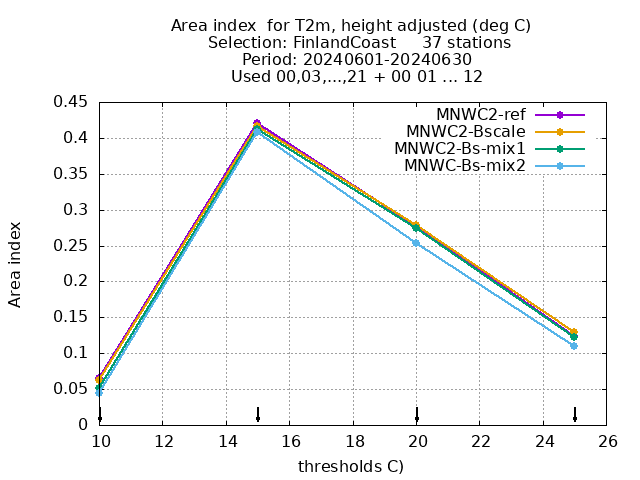 Area index  for T2m, height adjusted (deg C)
Selection: FinlandCoast     37 stations
Period: 20240601-20240630
Used 00,03,...,21 + 00 01 ... 12
MNWC2-ref
MNWC2-Bscale
MNWC2-Bs-mix1
MNWC-Bs-mix2
Area index
0.45
0.4
0.35
0.3
0.25
0.2
0.15
0.1
0.05
0
10 12 14 16 18 20 22 24 26
thresholds C)